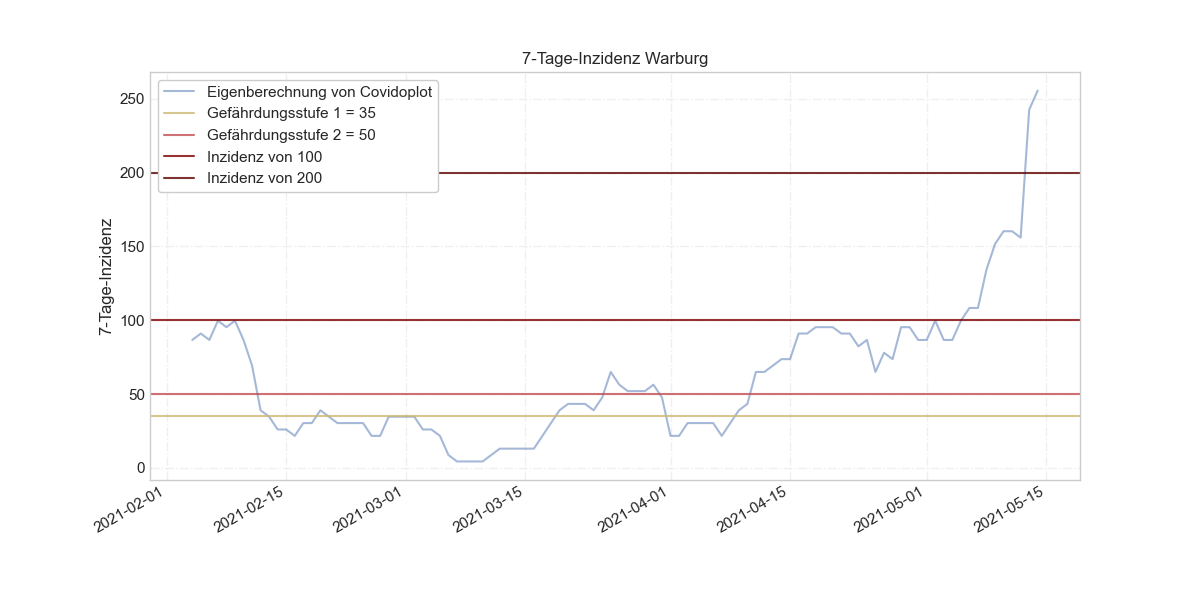 7-Tage-Inzidenz Warburg
Eigenberechnung von Covidoplot
Gefährdungsstufe 1 = 35
Gefährdungsstufe 2 = 50
Inzidenz von 100
Inzidenz von 200
7-Tage-Inzidenz
250
200
150
100
50
0
2021-02-01
2021-02-15
2021-03-01
2021-03-15
2021-04-01
2021-04-15
2021-05-01
2021-05-15